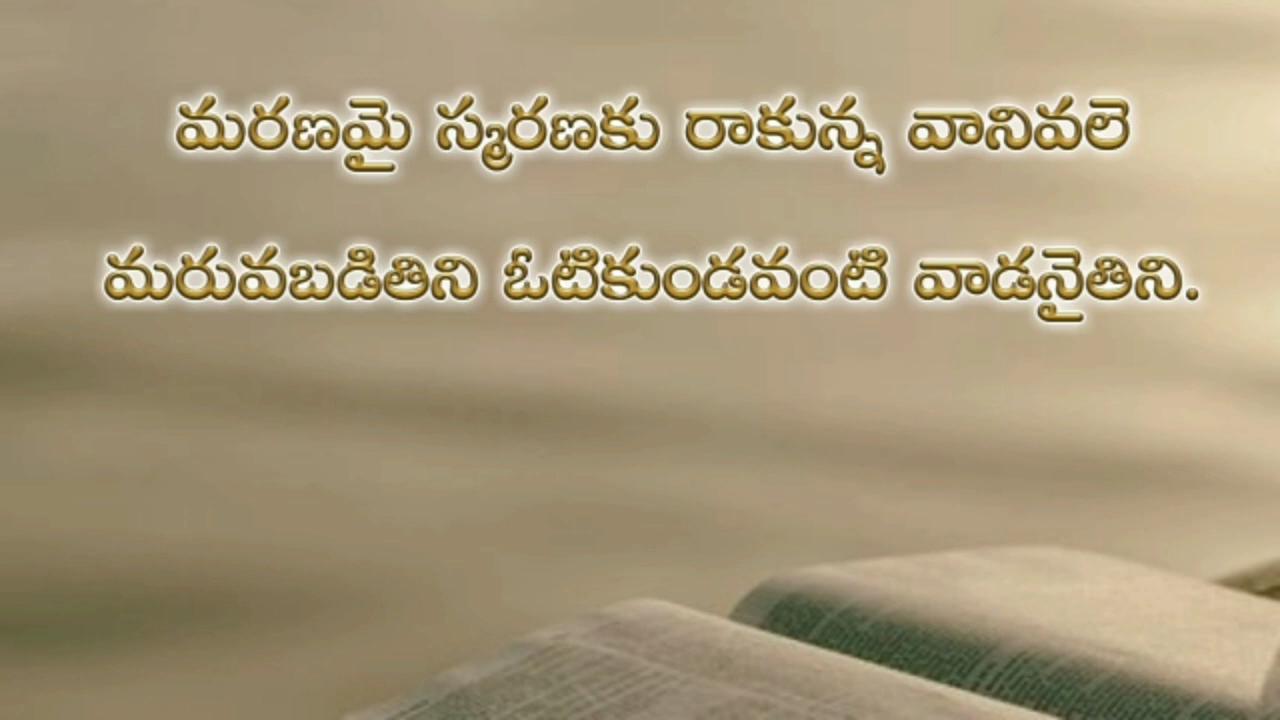 మరణమై స్మరణకు రాకున్న వానివలె
మరువబడితిని ఓటికుండవంటి వాడనైతిని.